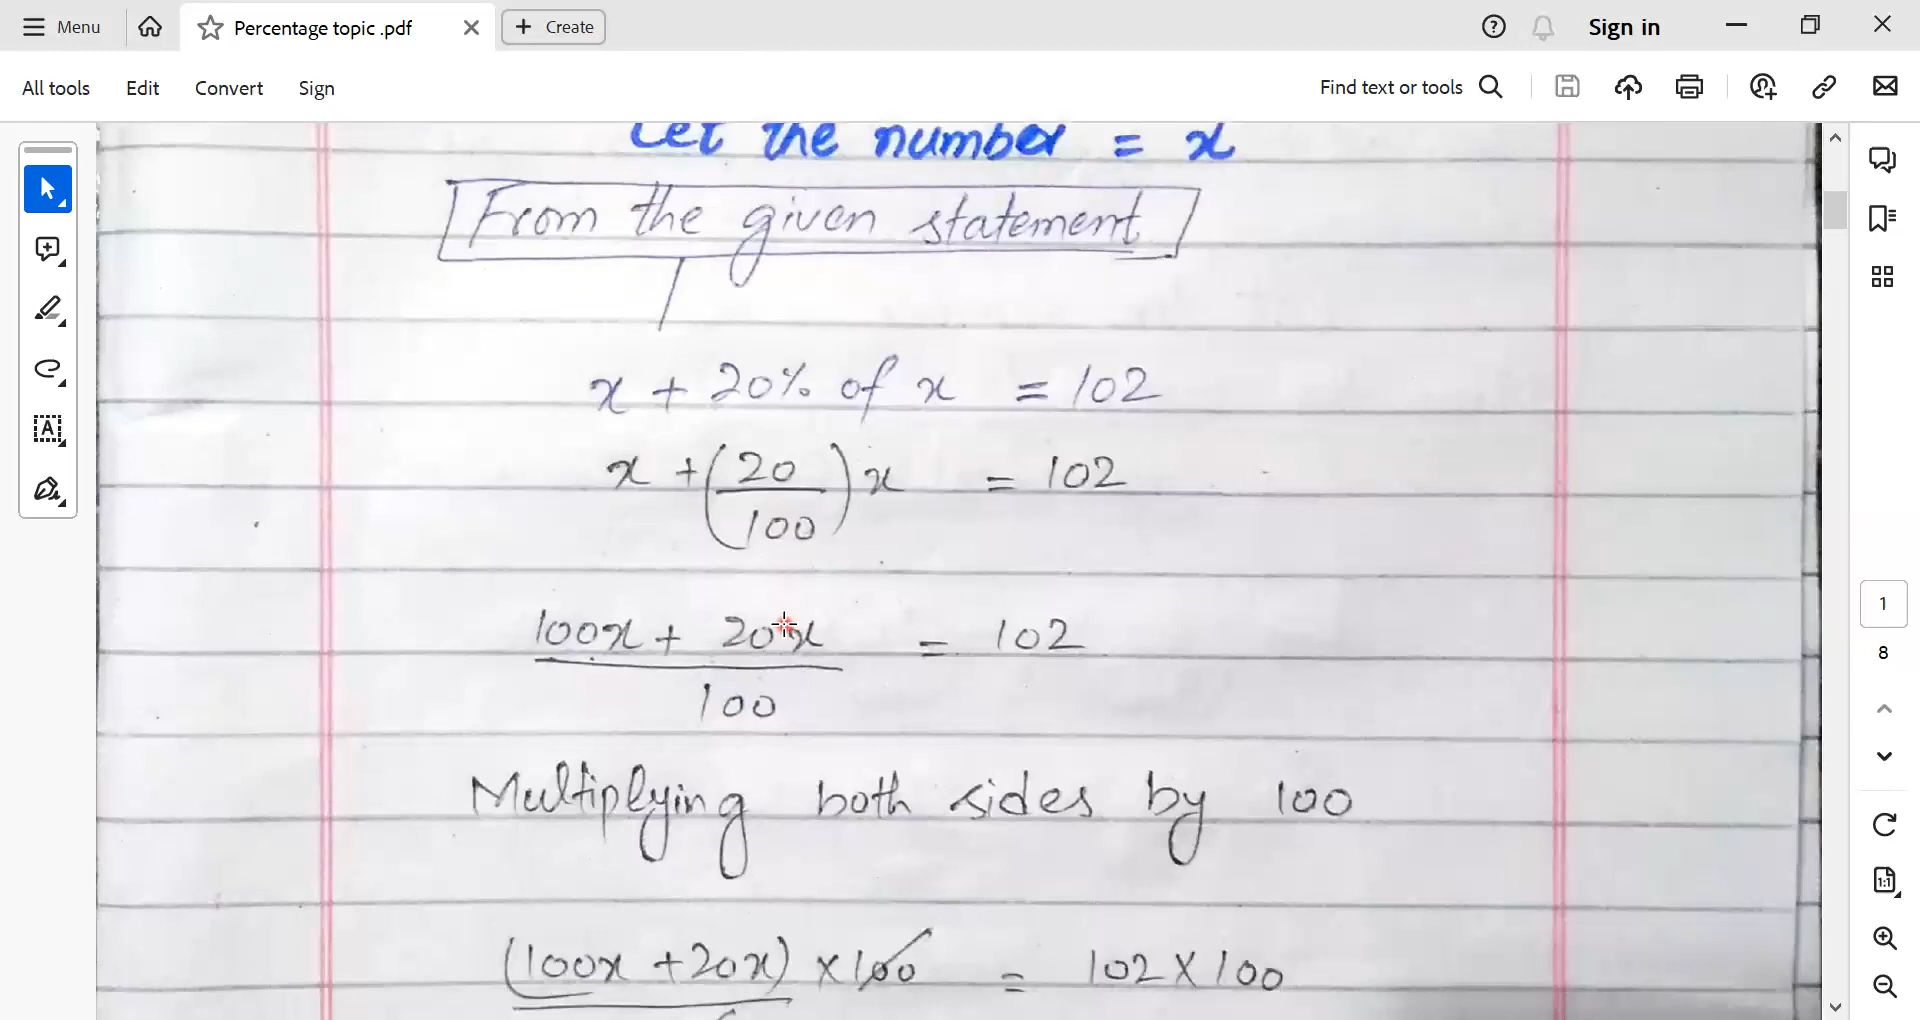 Menu
Percentage topic .pdf
Create
Sign in
All tools
Edit
Convert
Sign
Find text or tools
Let the number = x
From the given statement
x + 20% of x = 102
x + (20/100) x = 102
100x + 20x / 100 = 102
Multiplying both sides by 100
(100x + 20x) × 100 = 102 × 100
1
8